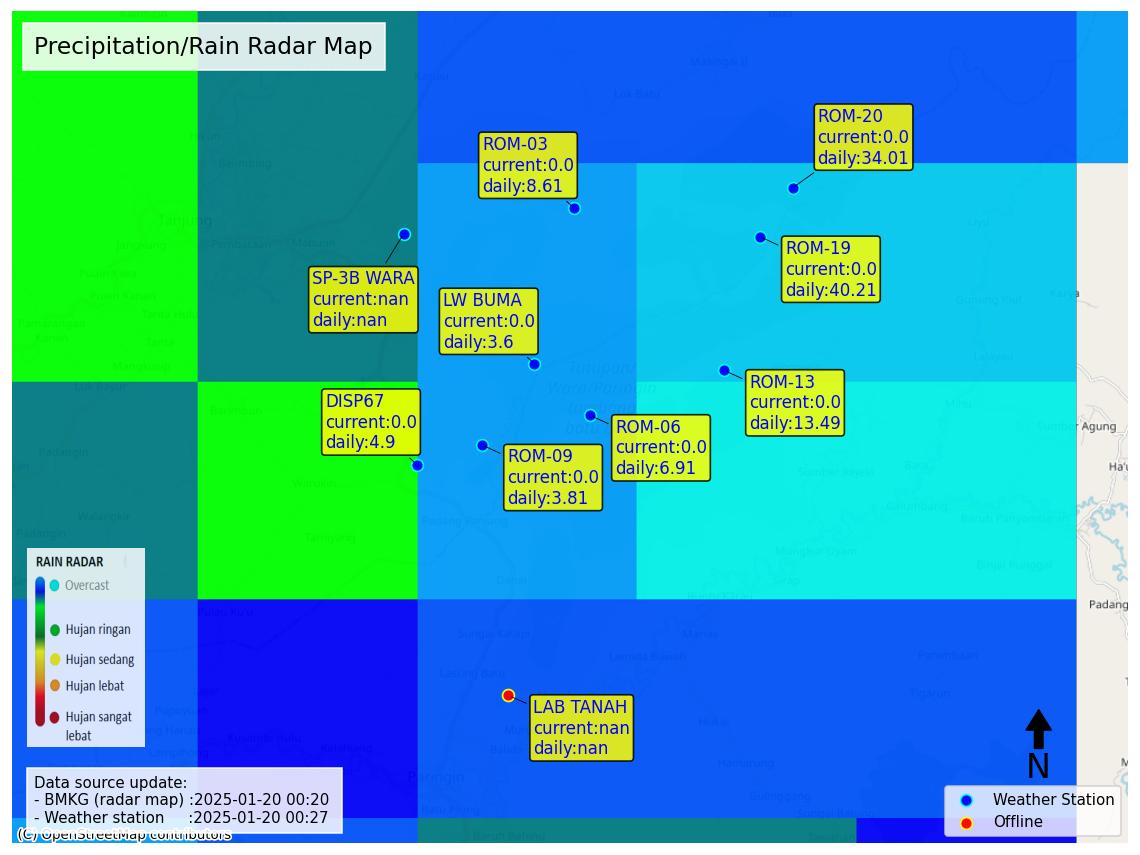 Precipitation/Rain Radar Map
ROM-20
current:0.0
daily:34.01
ROM-03
current:0.0
daily:8.61
ROM-19
current:0.0
daily:40.21
SP-3B WARA
current:nan
daily:nan
LW BUMA
current:0.0
daily:3.6
ROM-13
current:0.0
daily:13.49
DISP67
current:0.0
daily:4.9
ROM-06
current:0.0
daily:6.91
ROM-09
current:0.0
daily:3.81
LAB TANAH
current:nan
daily:nan
Tanjung
Paringin
Karya
Sumber Agung
RAIN RADAR
Overcast
Hujan ringan
Hujan sedang
Hujan lebat
Hujan sangat
lebat
Data source update:
- BMKG (radar map) :2025-01-20 00:20
- Weather station :2025-01-20 00:27
(C) OpenStreetMap contributors
N
Weather Station
Offline